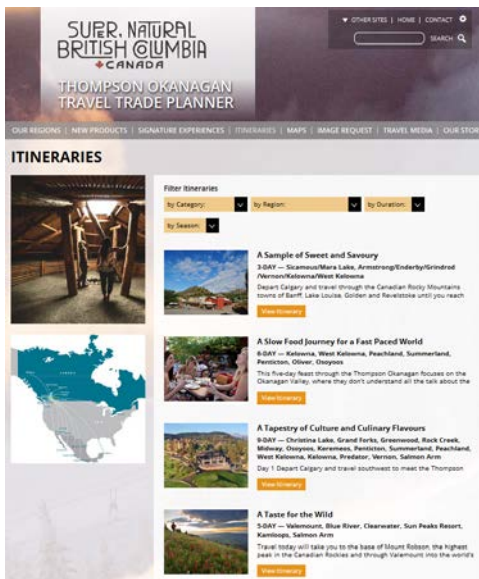 SUPER, NATURAL
BRITISH COLUMBIA
CANADA
THOMPSON OKANAGAN
TRAVEL TRADE PLANNER
▼ OTHER SITES | HOME | CONTACT
SEARCH
OUR REGIONS | NEW PRODUCTS | SIGNATURE EXPERIENCES | ITINERARIES | MAPS | IMAGE REQUEST | TRAVEL MEDIA | OUR STOR
ITINERARIES
Filter Itineraries
by Category:
by Region:
by Duration:
by Season:
A Sample of Sweet and Savoury
3-DAY — Sicamous/Mara Lake, Armstrong/Enderby/Grindrod
/Vernon/Kelowna/West Kelowna
Depart Calgary and travel through the Canadian Rocky Mountains
towns of Banff, Lake Louise, Golden and Revelstoke until you reach
View Itinerary
A Slow Food Journey for a Fast Paced World
6-DAY — Kelowna, West Kelowna, Peachland, Summerland,
Penticton, Oliver, Osoyoos
This five-day feast through the Thompson Okanagan focuses on the
Okanagan Valley, where they don't understand all the talk about the
View Itinerary
A Tapestry of Culture and Culinary Flavours
9-DAY — Christina Lake, Grand Forks, Greenwood, Rock Creek,
Midway, Osoyoos, Keremeos, Penticton, Summerland, Peachland,
West Kelowna, Kelowna, Predator, Vernon, Salmon Arm
Day 1 Depart Calgary and travel southwest to meet the Thompson
View Itinerary
A Taste for the Wild
5-DAY — Valemount, Blue River, Clearwater, Sun Peaks Resort,
Kamloops, Salmon Arm
Travel today will take you to the base of Mount Robson, the highest
peak in the Canadian Rockies and through Valemount into the world's
View Itinerary